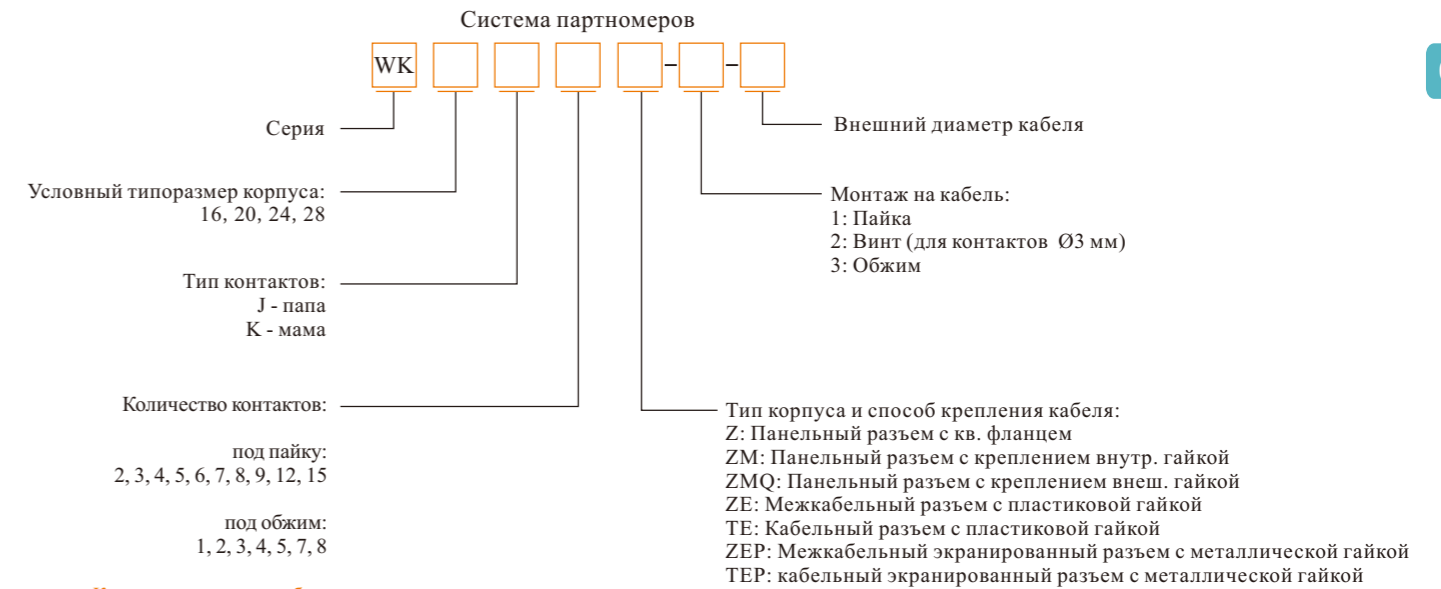 Система партномеров
WK - -
Серия
Внешний диаметр кабеля
Условный типоразмер корпуса:
16, 20, 24, 28
Монтаж на кабель:
1: Пайка
2: Винт (для контактов Ø3 мм)
3: Обжим
Тип контактов:
J - папа
K - мама
Количество контактов:
под пайку:
2, 3, 4, 5, 6, 7, 8, 9, 12, 15
под обжим:
1, 2, 3, 4, 5, 7, 8
Тип корпуса и способ крепления кабеля:
Z: Панельный разъем с кв. фланцем
ZM: Панельный разъем с креплением внутр. гайкой
ZMQ: Панельный разъем с креплением внеш. гайкой
ZE: Межкабельный разъем с пластиковой гайкой
TE: Кабельный разъем с пластиковой гайкой
ZEP: Межкабельный экранированный разъем с металлической гайкой
TEP: кабельный экранированный разъем с металлической гайкой